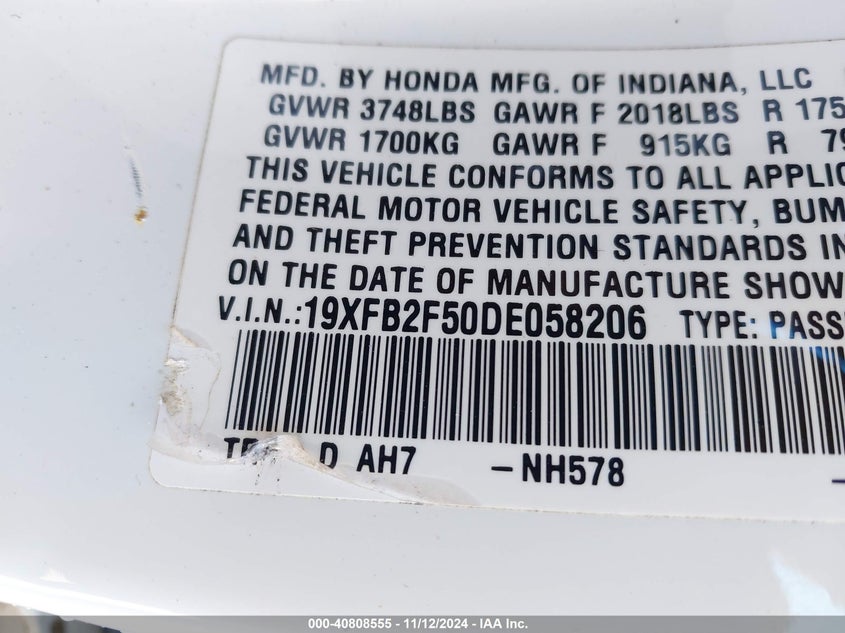 MFD. BY HONDA MFG. OF INDIANA, LLC
GVWR 3748LBS GAWR F 2018LBS R 175
GVWR 1700KG GAWR F 915KG R 79
THIS VEHICLE CONFORMS TO ALL APPLIC
FEDERAL MOTOR VEHICLE SAFETY, BUM
AND THEFT PREVENTION STANDARDS IN
ON THE DATE OF MANUFACTURE SHOW
V.I.N.:19XFB2F50DE058206 TYPE: PASS
D AH7 -NH578 -
000-40808555 - 11/12/2024 - IAA Inc.